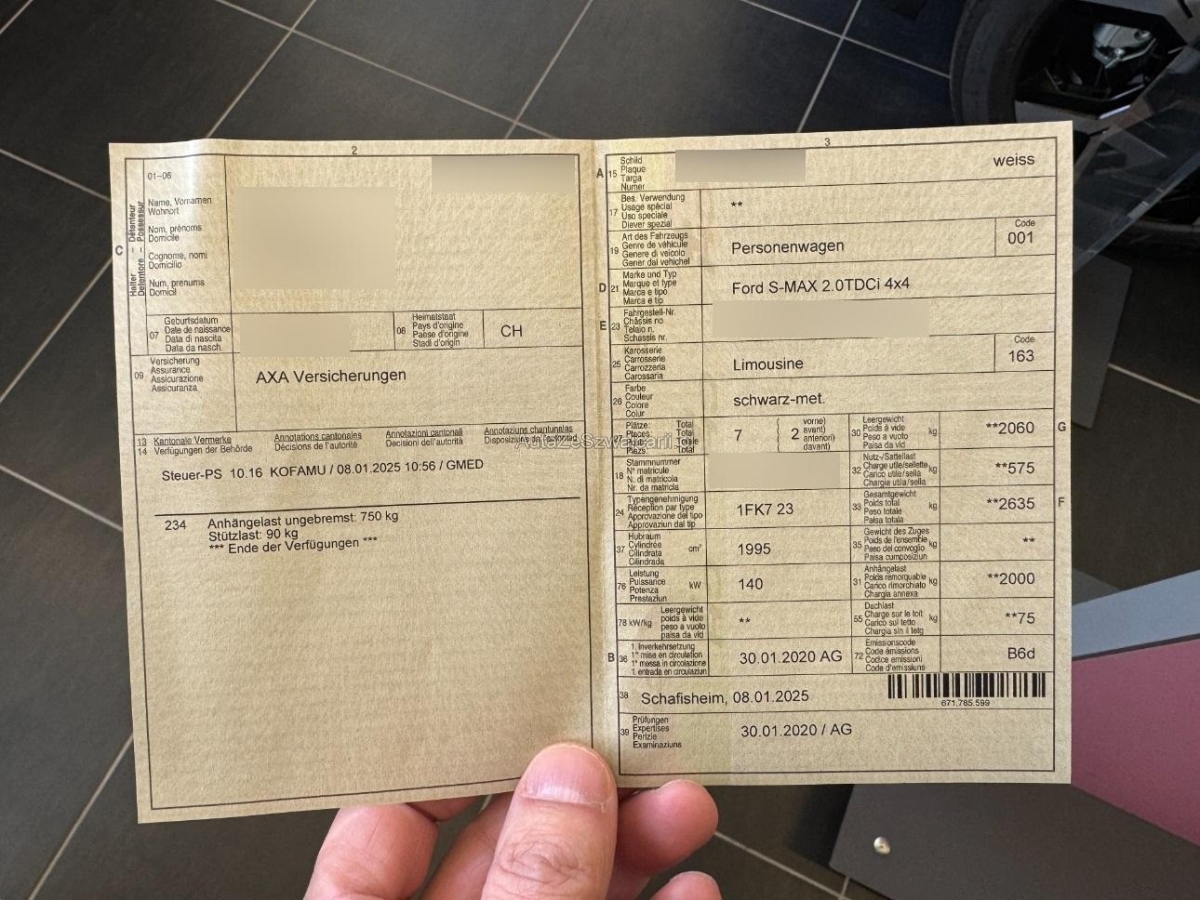 2
01-06
Halter - Détenteur
Detentore - Possessur
C
Name, Vornamen
Wohnort
Nom, prénoms
Domicile
Cognome, nomi
Domicilio
Num, prenums
Domicil
07
Geburtsdatum
Date de naissance
Data di nascita
Data da nasch.
08
Heimatstaat
Pays d'origine
Paese d'origine
Stadi d'origin
CH
09
Versicherung
Assurance
Assicurazione
Assicuranza
AXA Versicherungen
13
14
Kantonale Vermerke
Verfügungen der Behörde
Annotations cantonales
Décisions de l'autorité
Annotazioni cantonali
Decisioni dell'autorità
Annotaziuns chantunalas
Disposiziuns da l'autoritad
Steuer-PS 10.16 KOFAMU / 08.01.2025 10:56 / GMED
234 Anhängelast ungebremst: 750 kg
Stützlast: 90 kg
*** Ende der Verfügungen ***
3
A
15
Schild
Plaque
Targa
Numer
weiss
17
Bes. Verwendung
Usage spécial
Uso speciale
Diever spezial
**
19
Art des Fahrzeugs
Genre de véhicule
Genere di veicolo
Gener dal vehichel
Personenwagen
Code
001
D
21
Marke und Typ
Marque et type
Marca e tipo
Marca e tip
Ford S-MAX 2.0TDCi 4x4
E
23
Fahrgestell-Nr.
Châssis no
Telaio n.
Schassis nr.
25
Karosserie
Carrosserie
Carrozzeria
Carossaria
Limousine
Code
163
26
Farbe
Couleur
Colore
Colur
schwarz-met.
27
Plätze: Total
Places: Total
Totale
Plazs: Total
7
2
vorne)
avant)
anteriori)
davant)
30
Leergewicht
Poids à vide
Peso a vuoto
Paisa da vid
kg
**2060
G
18
Stammnummer
N° matricule
N. di matricola
Nr. da matricla
32
Nutz-/Sattellast
Charge utile/sellette
Carico utile/sella
Chargia utila/sella
kg
**575
24
Typengenehmigung
Réception par type
Approvazione del tipo
Approvaziun dal tip
1FK7 23
33
Gesamtgewicht
Poids total
Peso totale
Paisa totala
kg
**2635
F
37
Hubraum
Cylindrée
Cilindrata
Cilindrada
cm³
1995
35
Gewicht des Zuges
Poids de l'ensemble
Peso del convoglio
Paisa cumposiziun
kg
**
76
Leistung
Puissance
Potenza
Prestaziun
kW
140
31
Anhängelast
Poids remorquable
Carico rimorchiato
Chargia annexa
kg
**2000
78 kW/kg
Leergewicht
poids à vide
peso a vuoto
paisa da vid
**
55
Dachlast
Charge sur le toit
Carico sul tetto
Chargia sin il tetg
kg
**75
B
36
1. Inverkehrsetzung
1re mise en circulation
1a messa in circolazione
1. entrada en circulaziun
30.01.2020 AG
72
Emissionscode
Code émissions
Codice emissioni
Code d'emissiuns
B6d
38
Schafisheim, 08.01.2025
671.785.599
39
Prüfungen
Expertises
Perizie
Examinaziuns
30.01.2020 / AG